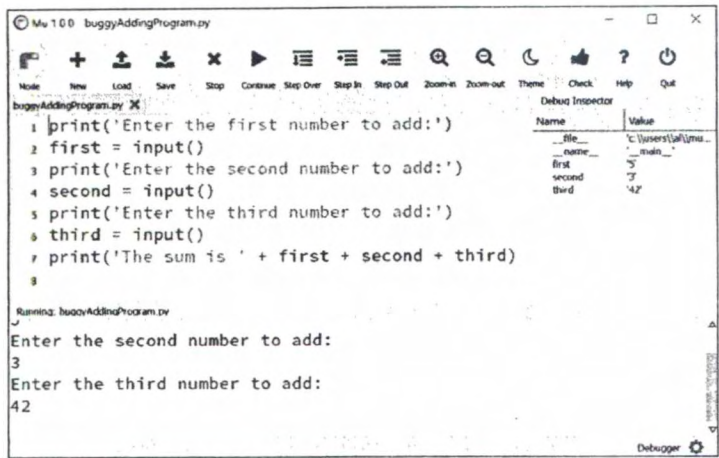 Mu 1.0.0 buggyAddingProgram.py
Mode New Load Save Stop Continue Step Over Step In Step Out Zoom-in Zoom-out Theme Check Help Quit
buggyAddingProgram.py
1 print('Enter the first number to add:')
2 first = input()
3 print('Enter the second number to add:')
4 second = input()
5 print('Enter the third number to add:')
6 third = input()
7 print('The sum is ' + first + second + third)
8
Debug Inspector
Name Value
__file__ 'c:\\users\\al\\mu...
__name__ '__main__'
first '5'
second '3'
third '42'
Running: buggyAddingProgram.py
Enter the second number to add:
3
Enter the third number to add:
42
Debugger